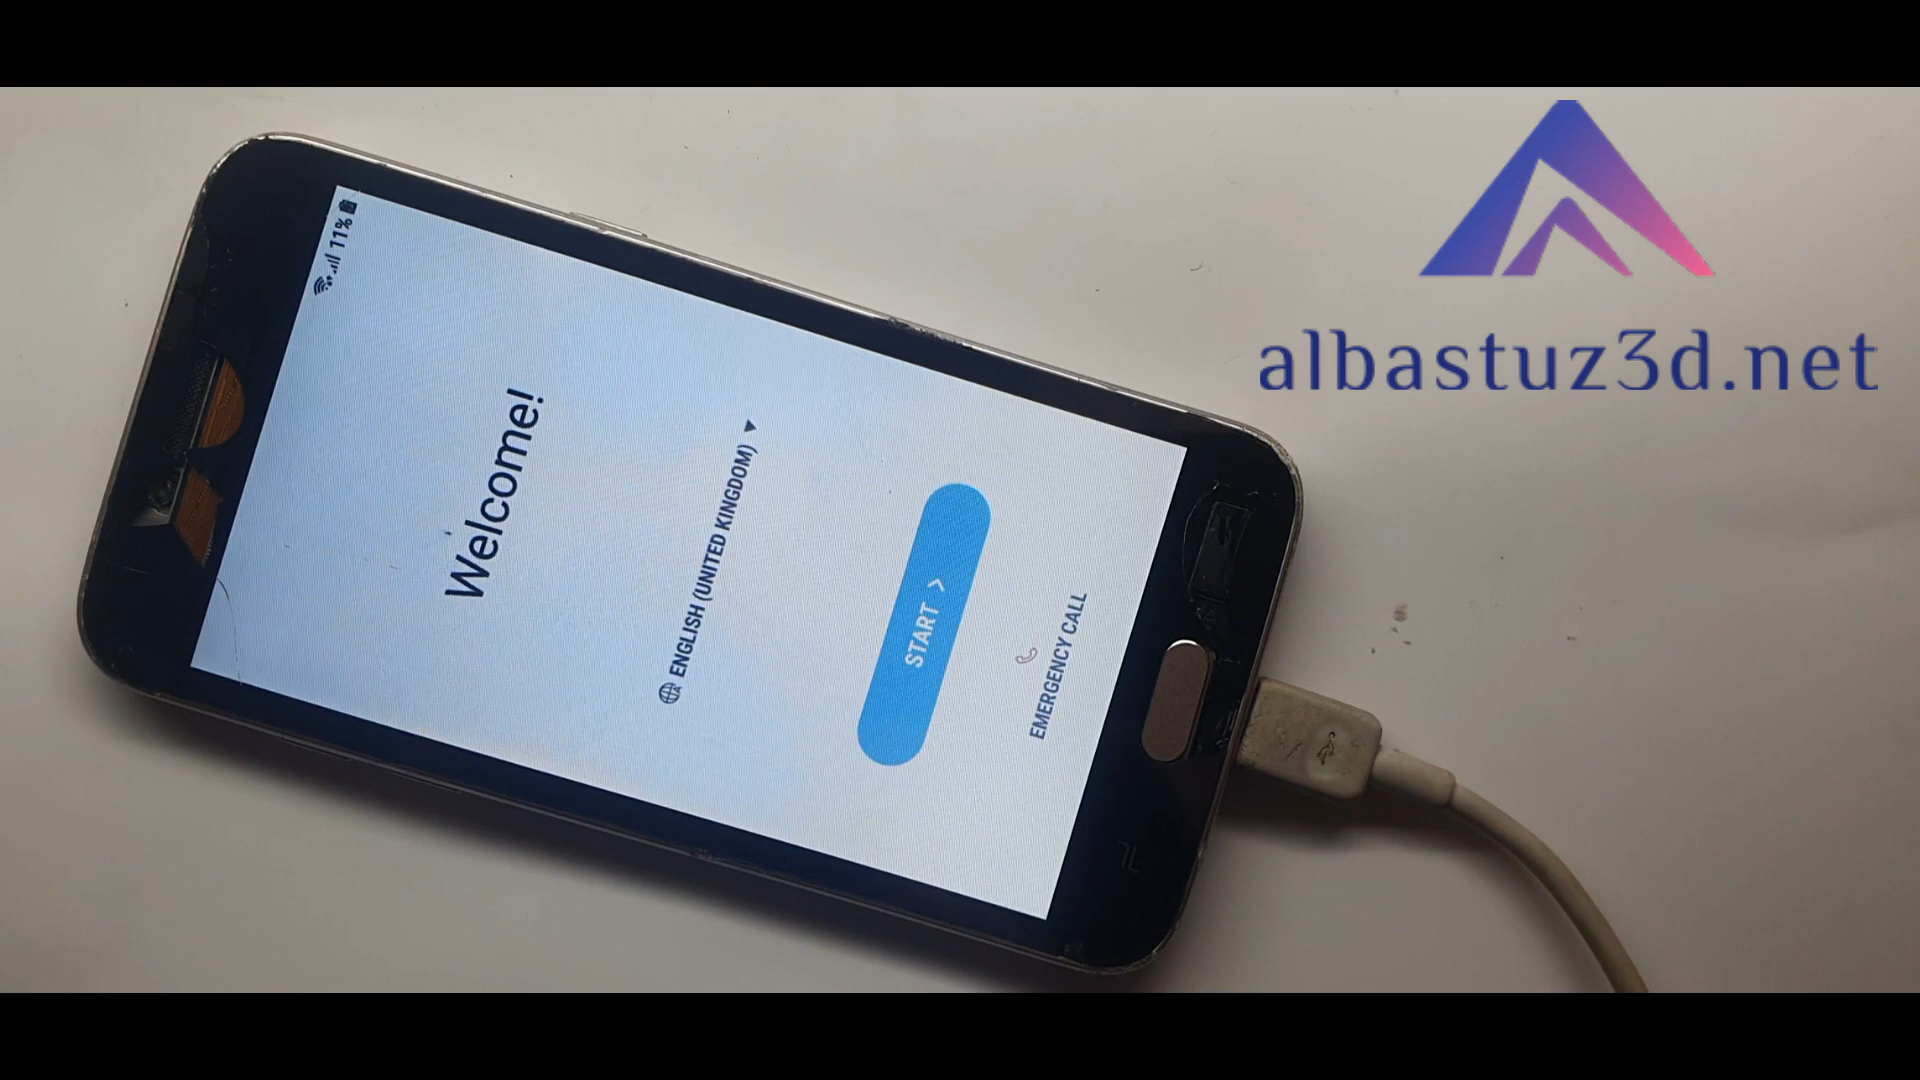 11%
Welcome!
ENGLISH (UNITED KINGDOM)
START >
EMERGENCY CALL
albastuz3d.net